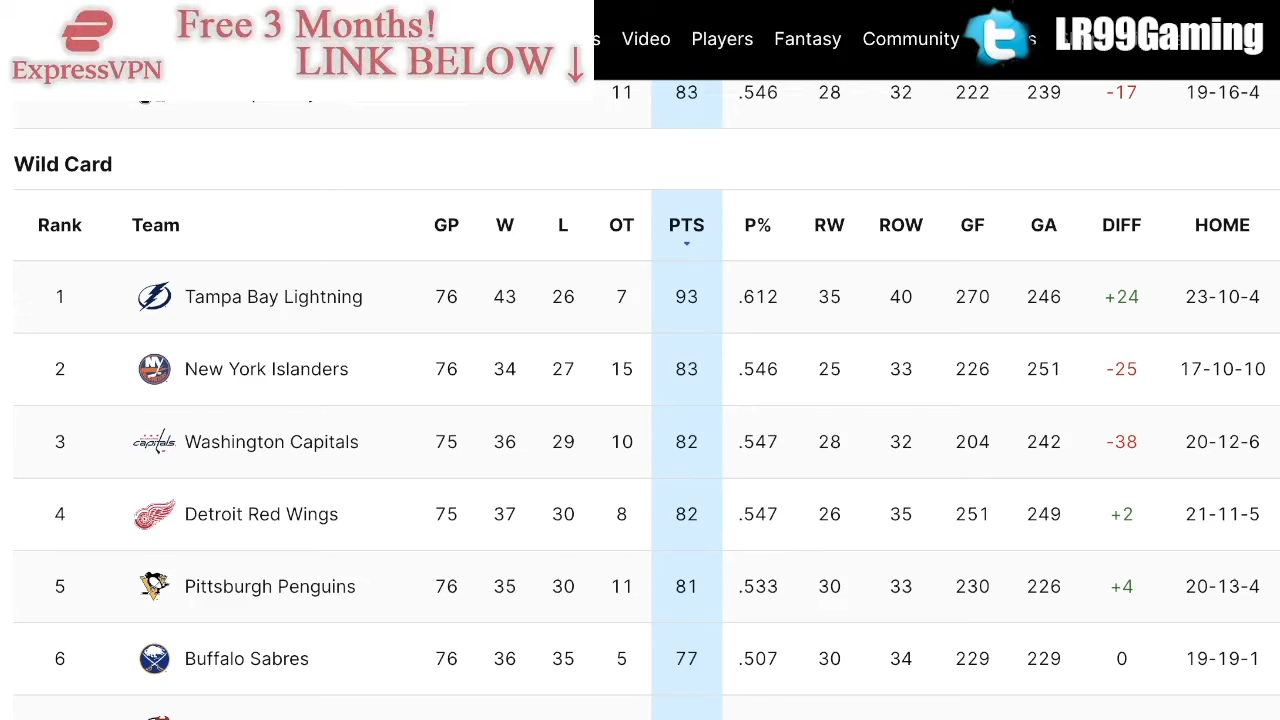 ExpressVPN
Free 3 Months!
LINK BELOW ↓
s Video Players Fantasy Community s
LR99Gaming
11 83 .546 28 32 222 239 -17 19-16-4
Wild Card
Rank Team GP W L OT PTS P% RW ROW GF GA DIFF HOME
1 Tampa Bay Lightning 76 43 26 7 93 .612 35 40 270 246 +24 23-10-4
2 NY New York Islanders 76 34 27 15 83 .546 25 33 226 251 -25 17-10-10
3 capitals Washington Capitals 75 36 29 10 82 .547 28 32 204 242 -38 20-12-6
4 Detroit Red Wings 75 37 30 8 82 .547 26 35 251 249 +2 21-11-5
5 Pittsburgh Penguins 76 35 30 11 81 .533 30 33 230 226 +4 20-13-4
6 Buffalo Sabres 76 36 35 5 77 .507 30 34 229 229 0 19-19-1